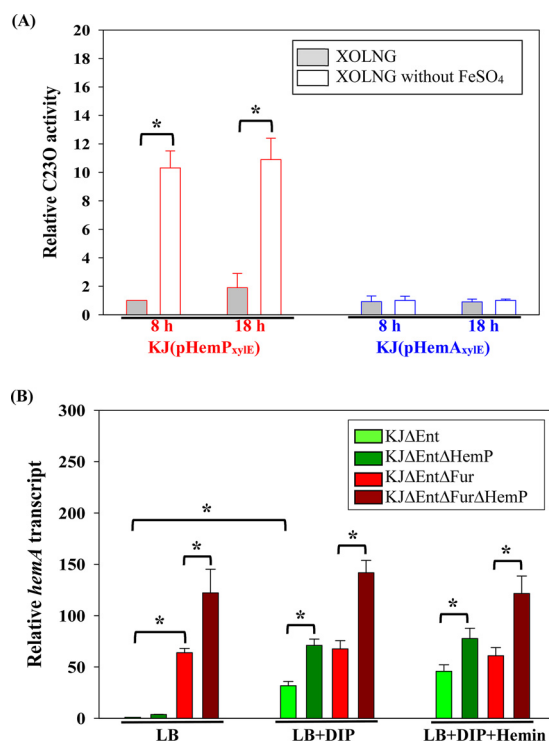 (A)
20
18
16
14
12
10
8
6
4
2
0
Relative C23O activity
XOLNG
XOLNG without FeSO₄
* *
8 h 18 h 8 h 18 h
KJ(pHemP_xylE) KJ(pHemA_xylE)
(B)
300
250
200
150
100
50
0
Relative hemA transcript
KJΔEnt
KJΔEntΔHemP
KJΔEntΔFur
KJΔEntΔFurΔHemP
*
* * * * * *
LB LB+DIP LB+DIP+Hemin